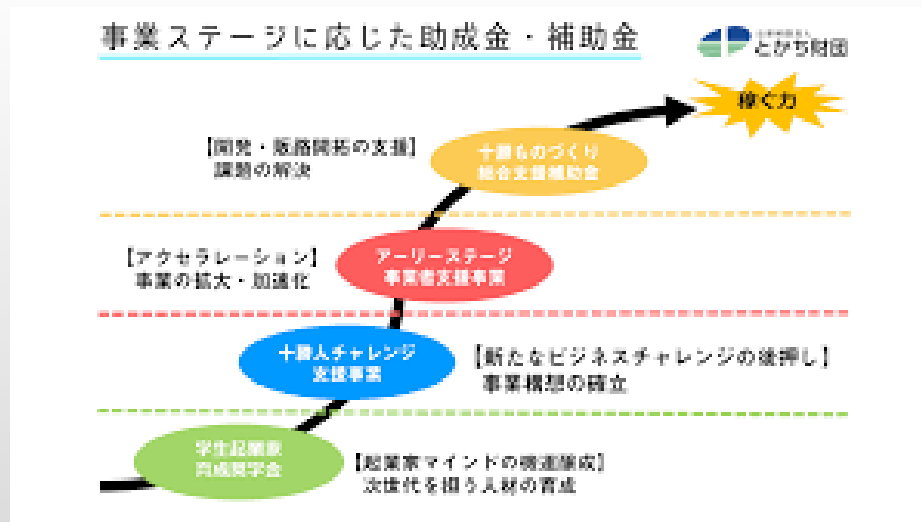 事業ステージに応じた助成金・補助金
公益財団法人
とかち財団
稼ぐ力
【開発・販路開拓の支援】
課題の解決
十勝ものづくり
総合支援補助金
【アクセラレーション】
事業の拡大・加速化
アーリーステージ
事業者支援事業
十勝人チャレンジ
支援事業
【新たなビジネスチャレンジの後押し】
事業構想の確立
学生起業家
育成奨学金
【起業家マインドの機運醸成】
次世代を担う人材の育成